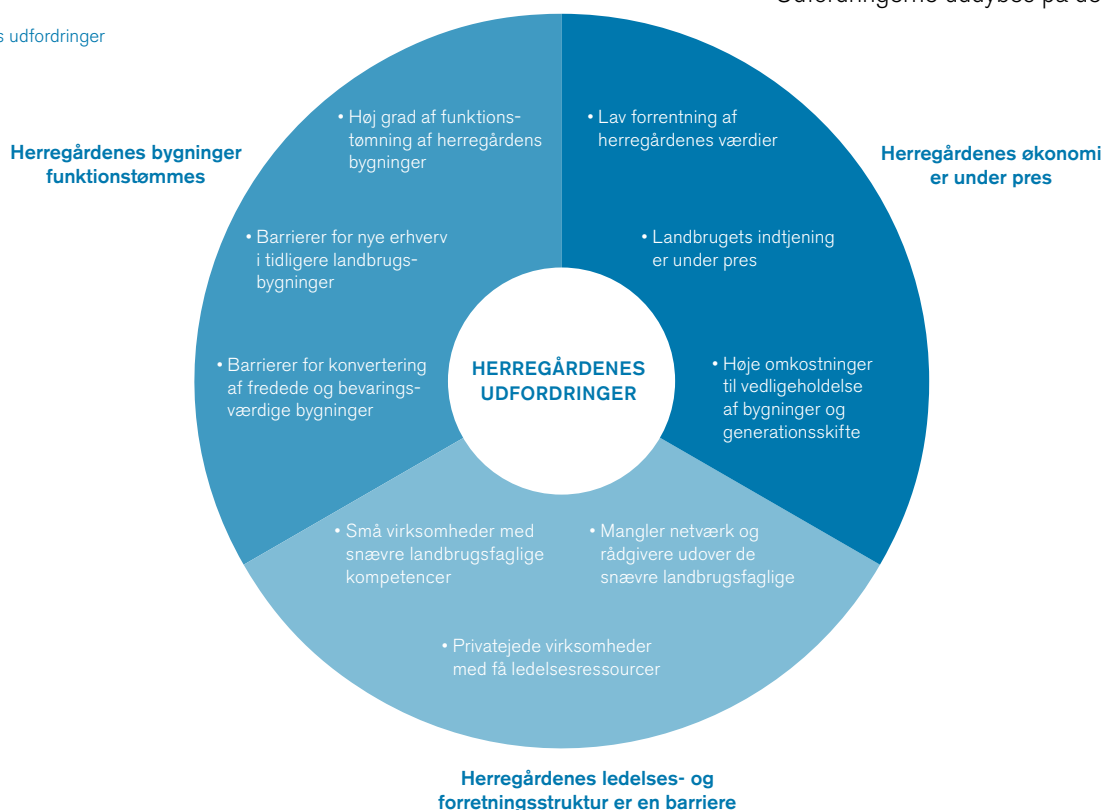 Udfordringerne uddybes på de
s udfordringer
Herregårdenes bygninger
funktionstømmes
• Høj grad af funktions-
tømning af herregårdens
bygninger
• Barrierer for nye erhverv
i tidligere landbrugs-
bygninger
• Barrierer for konvertering
af fredede og bevarings-
værdige bygninger
• Lav forrentning af
herregårdenes værdier
• Landbrugets indtjening
er under pres
• Høje omkostninger
til vedligeholdelse
af bygninger og
generationsskifte
Herregårdenes økonomi
er under pres
HERREGÅRDENES
UDFORDRINGER
• Små virksomheder med
snævre landbrugsfaglige
kompetencer
• Mangler netværk og
rådgivere udover de
snævre landbrugsfaglige
• Privatejede virksomheder
med få ledelsesressourcer
Herregårdenes ledelses- og
forretningsstruktur er en barriere